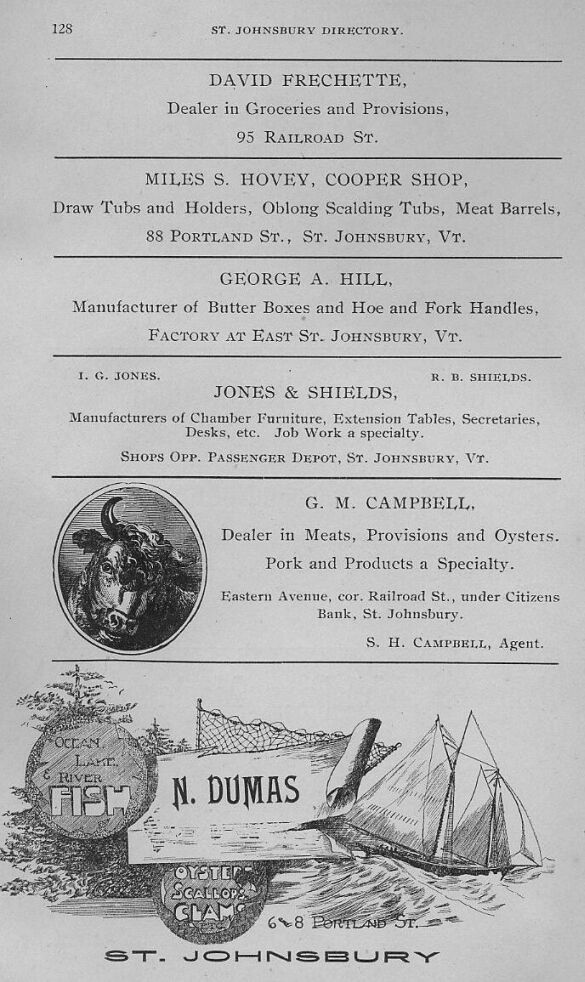 128
ST. JOHNSBURY DIRECTORY.
DAVID FRECHETTE,
Dealer in Groceries and Provisions,
95 RAILROAD ST.
MILES S. HOVEY, COOPER SHOP,
Draw Tubs and Holders, Oblong Scalding Tubs, Meat Barrels,
88 PORTLAND ST., ST. JOHNSBURY, VT.
GEORGE A. HILL,
Manufacturer of Butter Boxes and Hoe and Fork Handles,
FACTORY AT EAST ST. JOHNSBURY, VT.
I. G. JONES.
R. B. SHIELDS.
JONES & SHIELDS,
Manufacturers of Chamber Furniture, Extension Tables, Secretaries,
Desks, etc. Job Work a specialty.
SHOPS OPP. PASSENGER DEPOT, ST. JOHNSBURY, VT.
G. M. CAMPBELL,
Dealer in Meats, Provisions and Oysters.
Pork and Products a Specialty.
Eastern Avenue, cor. Railroad St., under Citizens
Bank, St. Johnsbury.
S. H. CAMPBELL, Agent.
OCEAN
LAKE
& RIVER
FISH
N. DUMAS
OYSTER
SCALLOPS
CLAMS
ETC
6 & 8 PORTLAND ST.
ST. JOHNSBURY